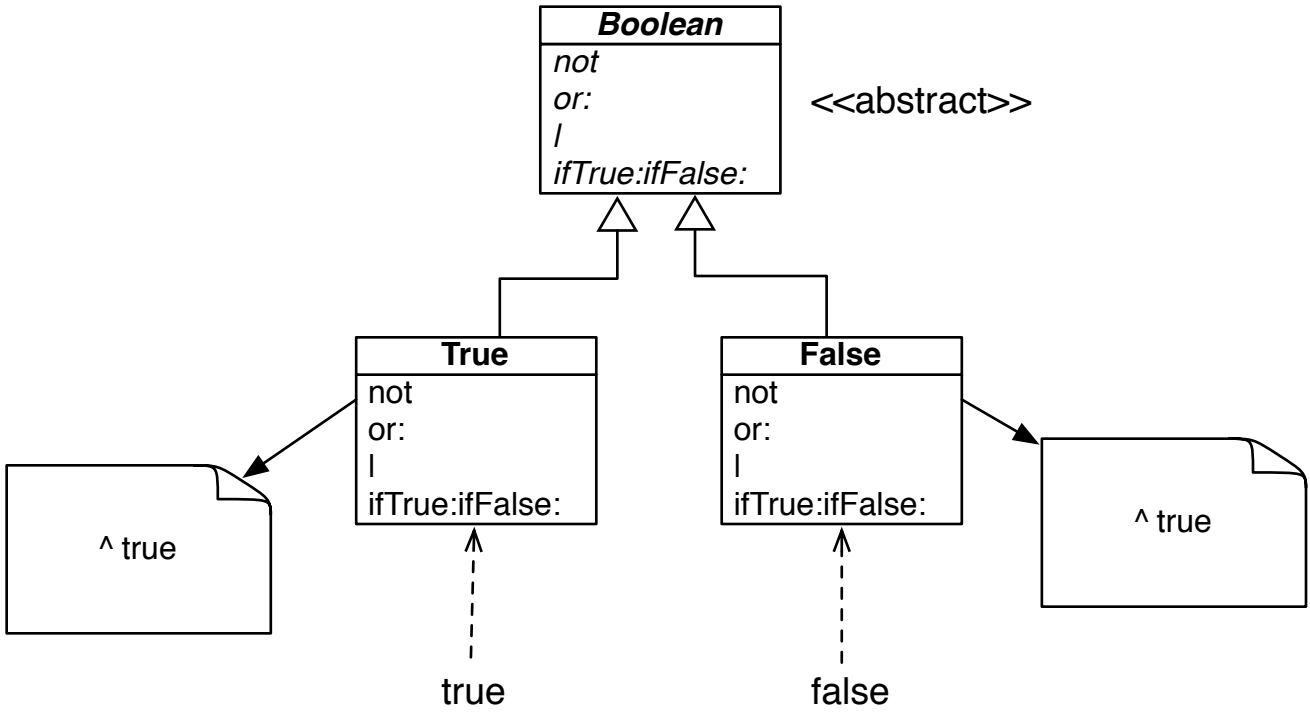 Boolean
not
or:
|
ifTrue:ifFalse:
<<abstract>>
True
not
or:
|
ifTrue:ifFalse:
False
not
or:
|
ifTrue:ifFalse:
^ true
^ true
true
false